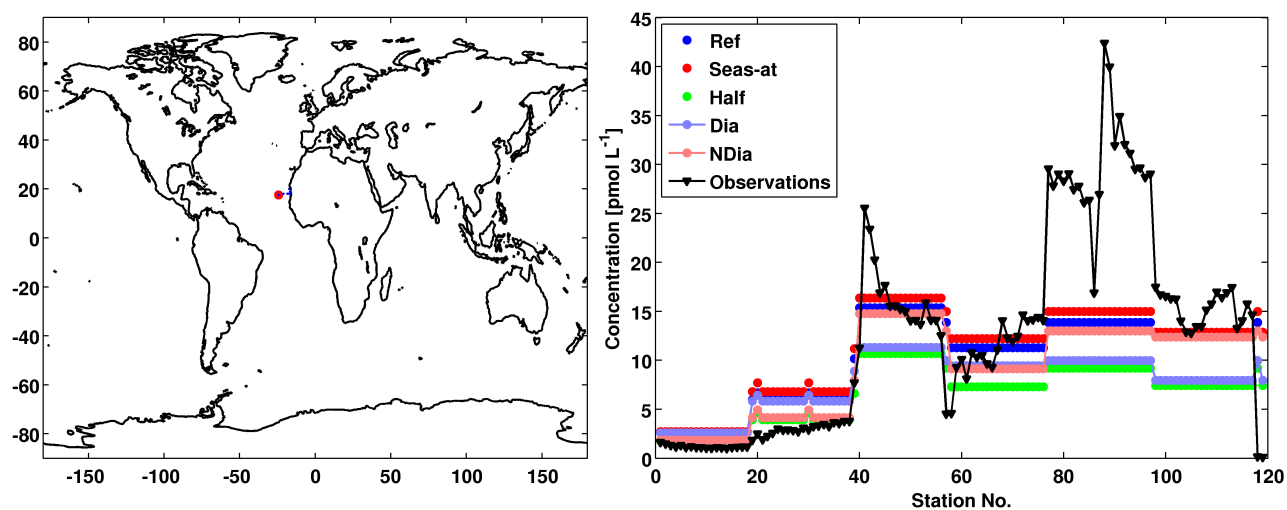 80
60
40
20
0
-20
-40
-60
-80
-150 -100 -50 0 50 100 150
Concentration [pmol L-1]
45
40
35
30
25
20
15
10
5
0
Ref
Seas-at
Half
Dia
NDia
Observations
0 20 40 60 80 100 120
Station No.